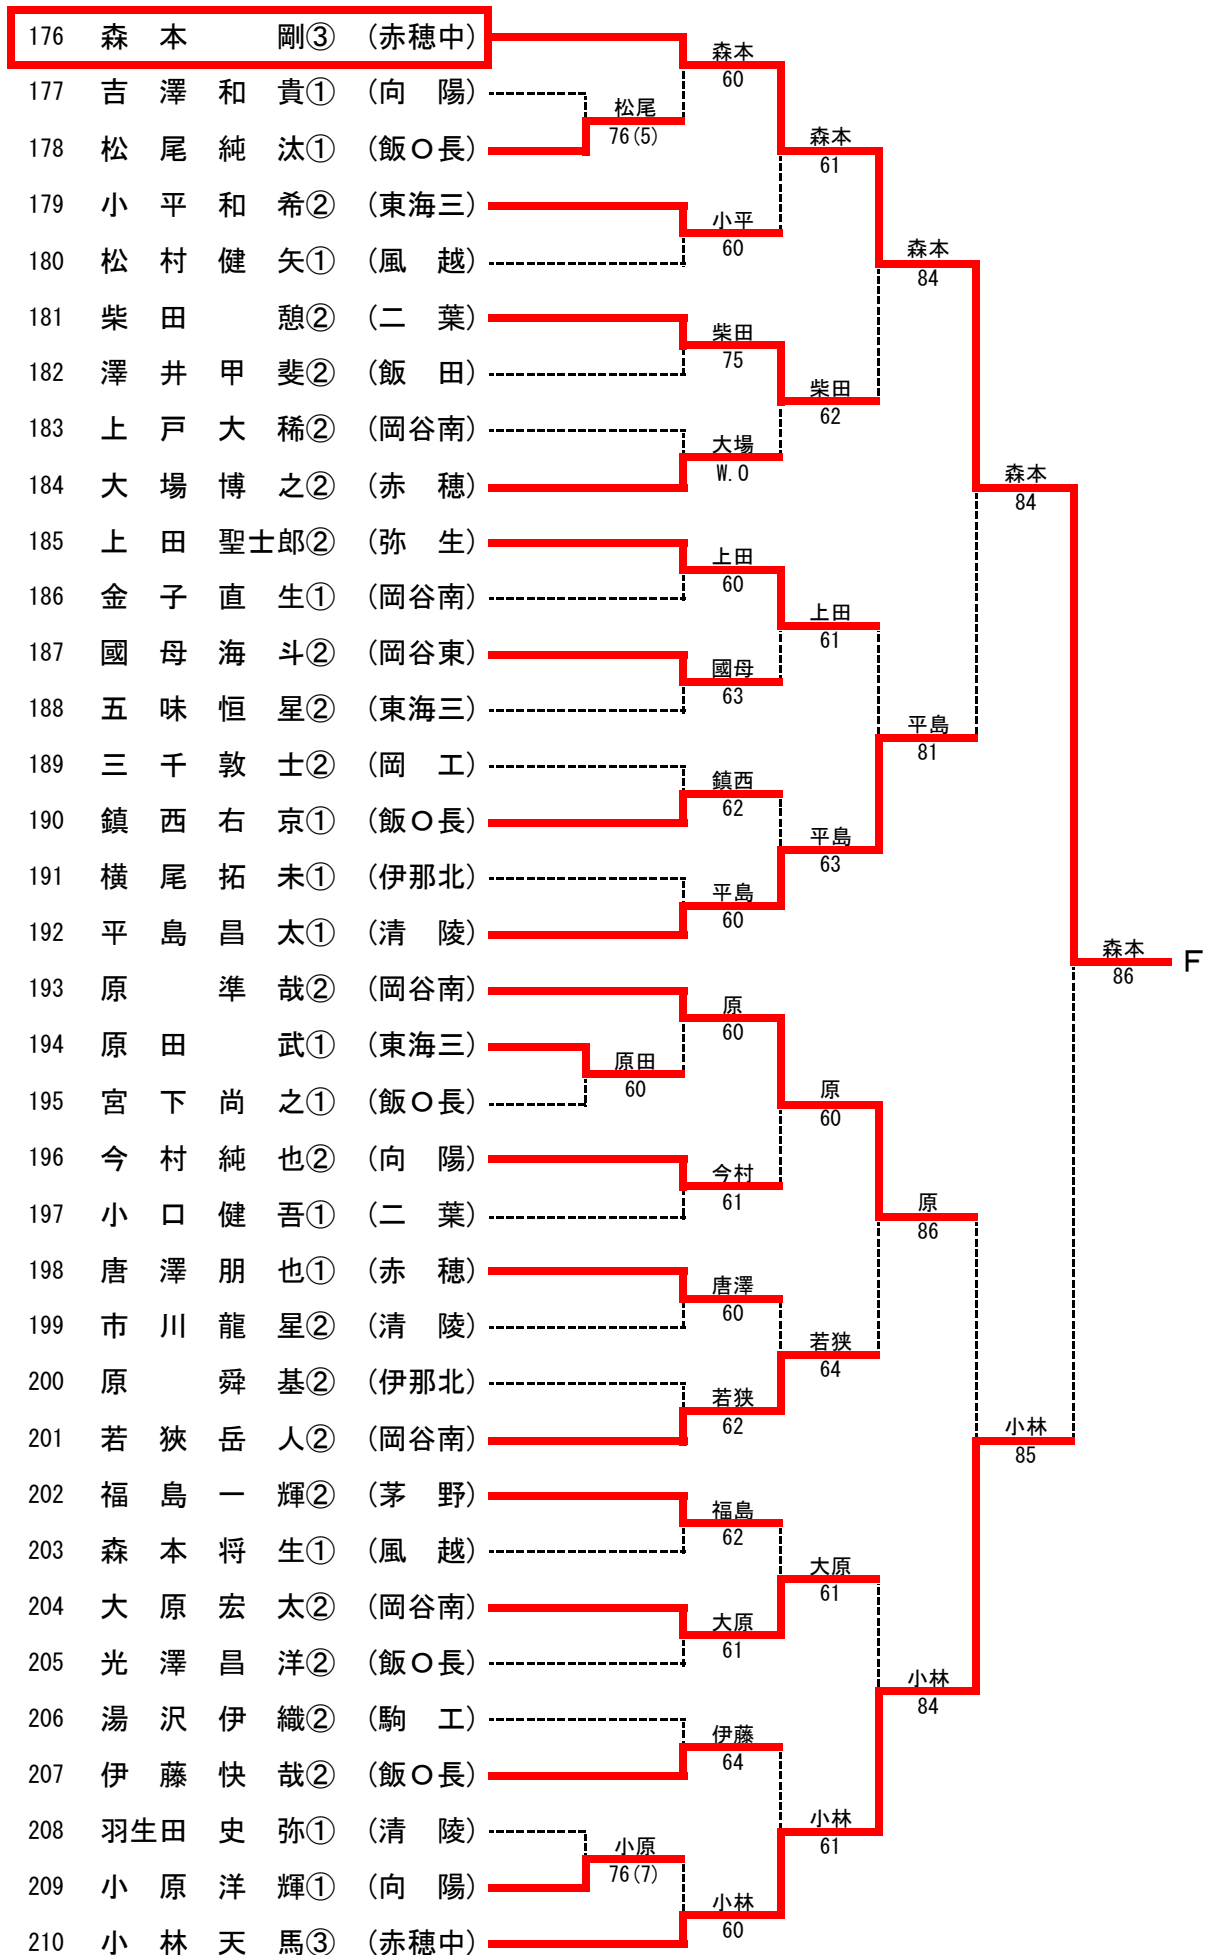 176 森本 剛③ (赤穂中)
177 吉澤和貴① (向 陽)
178 松尾純汰① (飯O長)
179 小平和希② (東海三)
180 松村健矢① (風 越)
181 柴田 憩② (二 葉)
182 澤井甲斐② (飯 田)
183 上戸大稀② (岡谷南)
184 大場博之② (赤 穂)
185 上田聖士郎② (弥 生)
186 金子直生① (岡谷南)
187 國母海斗② (岡谷東)
188 五味恒星② (東海三)
189 三千敦士② (岡 工)
190 鎮西右京① (飯O長)
191 横尾拓未① (伊那北)
192 平島昌太① (清 陵)
193 原 準哉② (岡谷南)
194 原田 武① (東海三)
195 宮下尚之① (飯O長)
196 今村純也② (向 陽)
197 小口健吾① (二 葉)
198 唐澤朋也① (赤 穂)
199 市川龍星② (清 陵)
200 原 舜基② (伊那北)
201 若狹岳人② (岡谷南)
202 福島一輝② (茅 野)
203 森本将生① (風 越)
204 大原宏太② (岡谷南)
205 光澤昌洋② (飯O長)
206 湯沢伊織② (駒 工)
207 伊藤快哉② (飯O長)
208 羽生田史弥① (清 陵)
209 小原洋輝① (向 陽)
210 小林天馬③ (赤穂中)
松尾
76(5)
原田
60
小原
76(7)
森本
60
小平
60
柴田
75
大場
W.O
上田
60
國母
63
鎮西
62
平島
60
原
60
今村
61
唐澤
60
若狭
62
福島
62
大原
61
伊藤
64
小林
60
森本
61
柴田
62
上田
61
平島
63
原
60
若狭
64
大原
61
小林
61
森本
84
平島
81
原
86
小林
84
森本
84
小林
85
森本
86
F